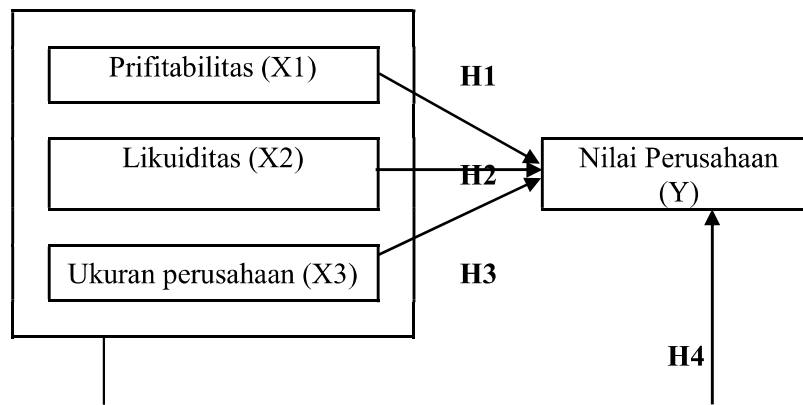 Prifitabilitas (X1)
H1
Likuiditas (X2)
H2
Nilai Perusahaan
(Y)
Ukuran perusahaan (X3)
H3
H4